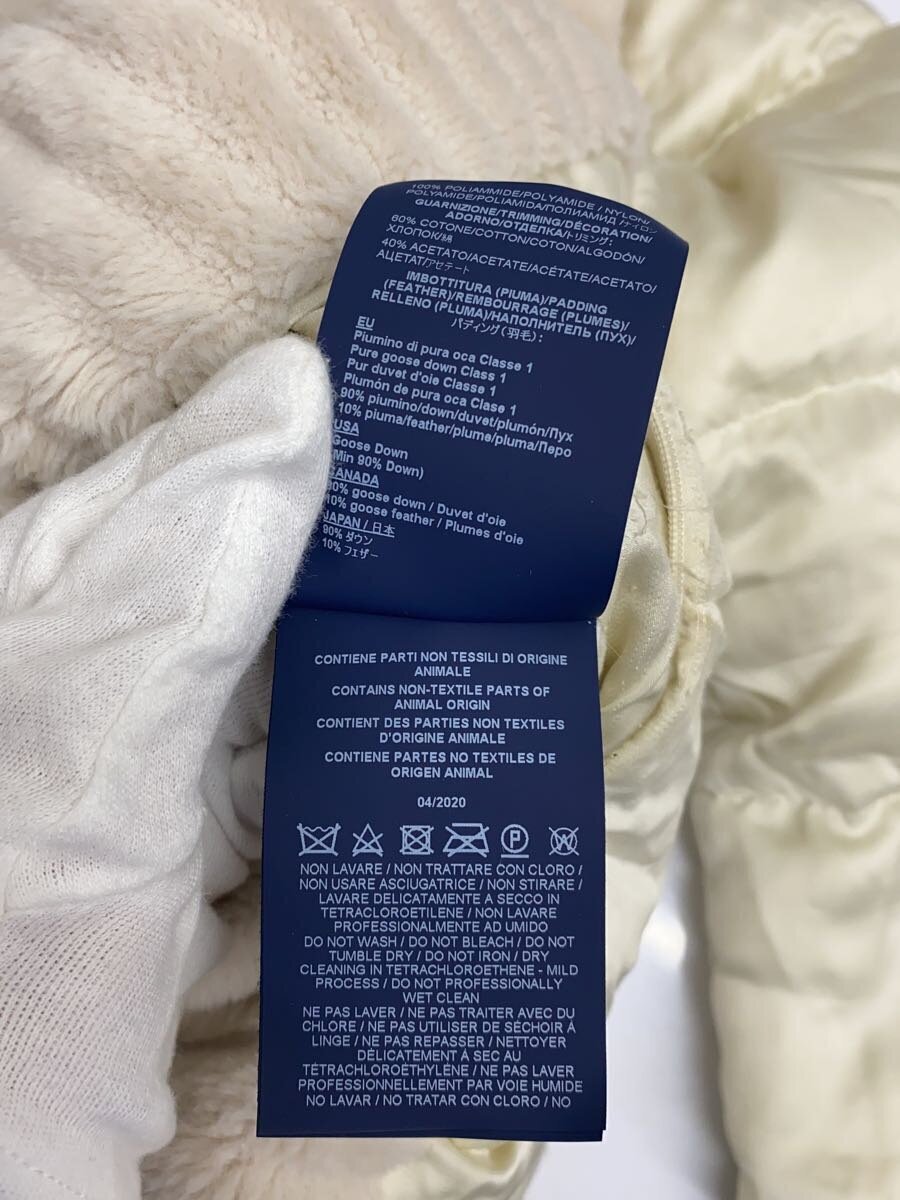 100% POLIAMMIDE/POLYAMIDE / NYLON/
POLYAMIDE/POLIAMIDA/ПОЛИАМИД /ナイロン
GUARNIZIONE/TRIMMING/DÉCORATION/
ADORNO/ОТДЕЛКА/トリミング:
60% COTONE/COTTON/COTON/ALGODÓN/
ХЛОПОК/綿
40% ACETATO/ACETATE/ACÉTATE/ACETATO/
АЦЕТАТ/アセテート
IMBOTTITURA (PIUMA)/PADDING
(FEATHER)/REMBOURRAGE (PLUMES)/
RELLENO (PLUMA)/НАПОЛНИТЕЛЬ (ПУХ)/
パディング(羽毛):
EU
Piumino di pura oca Classe 1
Pure goose down Class 1
Pur duvet d'oie Classe 1
Plumón de pura oca Clase 1
90% piumino/down/duvet/plumón/Пух
10% piuma/feather/plume/pluma/Перо
USA
Goose Down
(Min 90% Down)
CANADA
90% goose down / Duvet d'oie
10% goose feather / Plumes d'oie
JAPAN / 日本
90% ダウン
10% フェザー
CONTIENE PARTI NON TESSILI DI ORIGINE
ANIMALE
CONTAINS NON-TEXTILE PARTS OF
ANIMAL ORIGIN
CONTIENT DES PARTIES NON TEXTILES
D'ORIGINE ANIMALE
CONTIENE PARTES NO TEXTILES DE
ORIGEN ANIMAL
04/2020
P W
NON LAVARE / NON TRATTARE CON CLORO /
NON USARE ASCIUGATRICE / NON STIRARE /
LAVARE DELICATAMENTE A SECCO IN
TETRACLOROETILENE / NON LAVARE
PROFESSIONALMENTE AD UMIDO
DO NOT WASH / DO NOT BLEACH / DO NOT
TUMBLE DRY / DO NOT IRON / DRY
CLEANING IN TETRACHLOROETHENE - MILD
PROCESS / DO NOT PROFESSIONALLY
WET CLEAN
NE PAS LAVER / NE PAS TRAITER AVEC DU
CHLORE / NE PAS UTILISER DE SÉCHOIR À
LINGE / NE PAS REPASSER / NETTOYER
DÉLICATEMENT À SEC AU
TÉTRACHLOROÉTHYLÈNE / NE PAS LAVER
PROFESSIONNELLEMENT PAR VOIE HUMIDE
NO LAVAR / NO TRATAR CON CLORO / NO